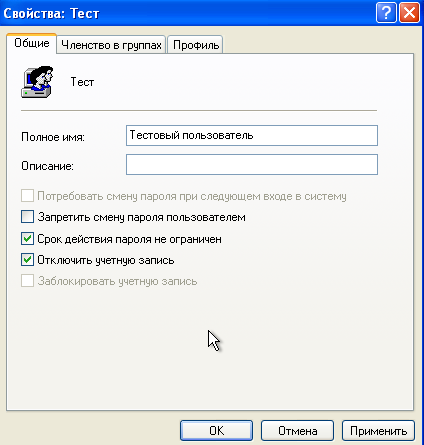 Свойства: Тест
Общие Членство в группах Профиль
Тест
Полное имя: Тестовый пользователь
Описание:
Потребовать смену пароля при следующем входе в систему
Запретить смену пароля пользователем
Срок действия пароля не ограничен
Отключить учетную запись
Заблокировать учетную запись
OK Отмена Применить